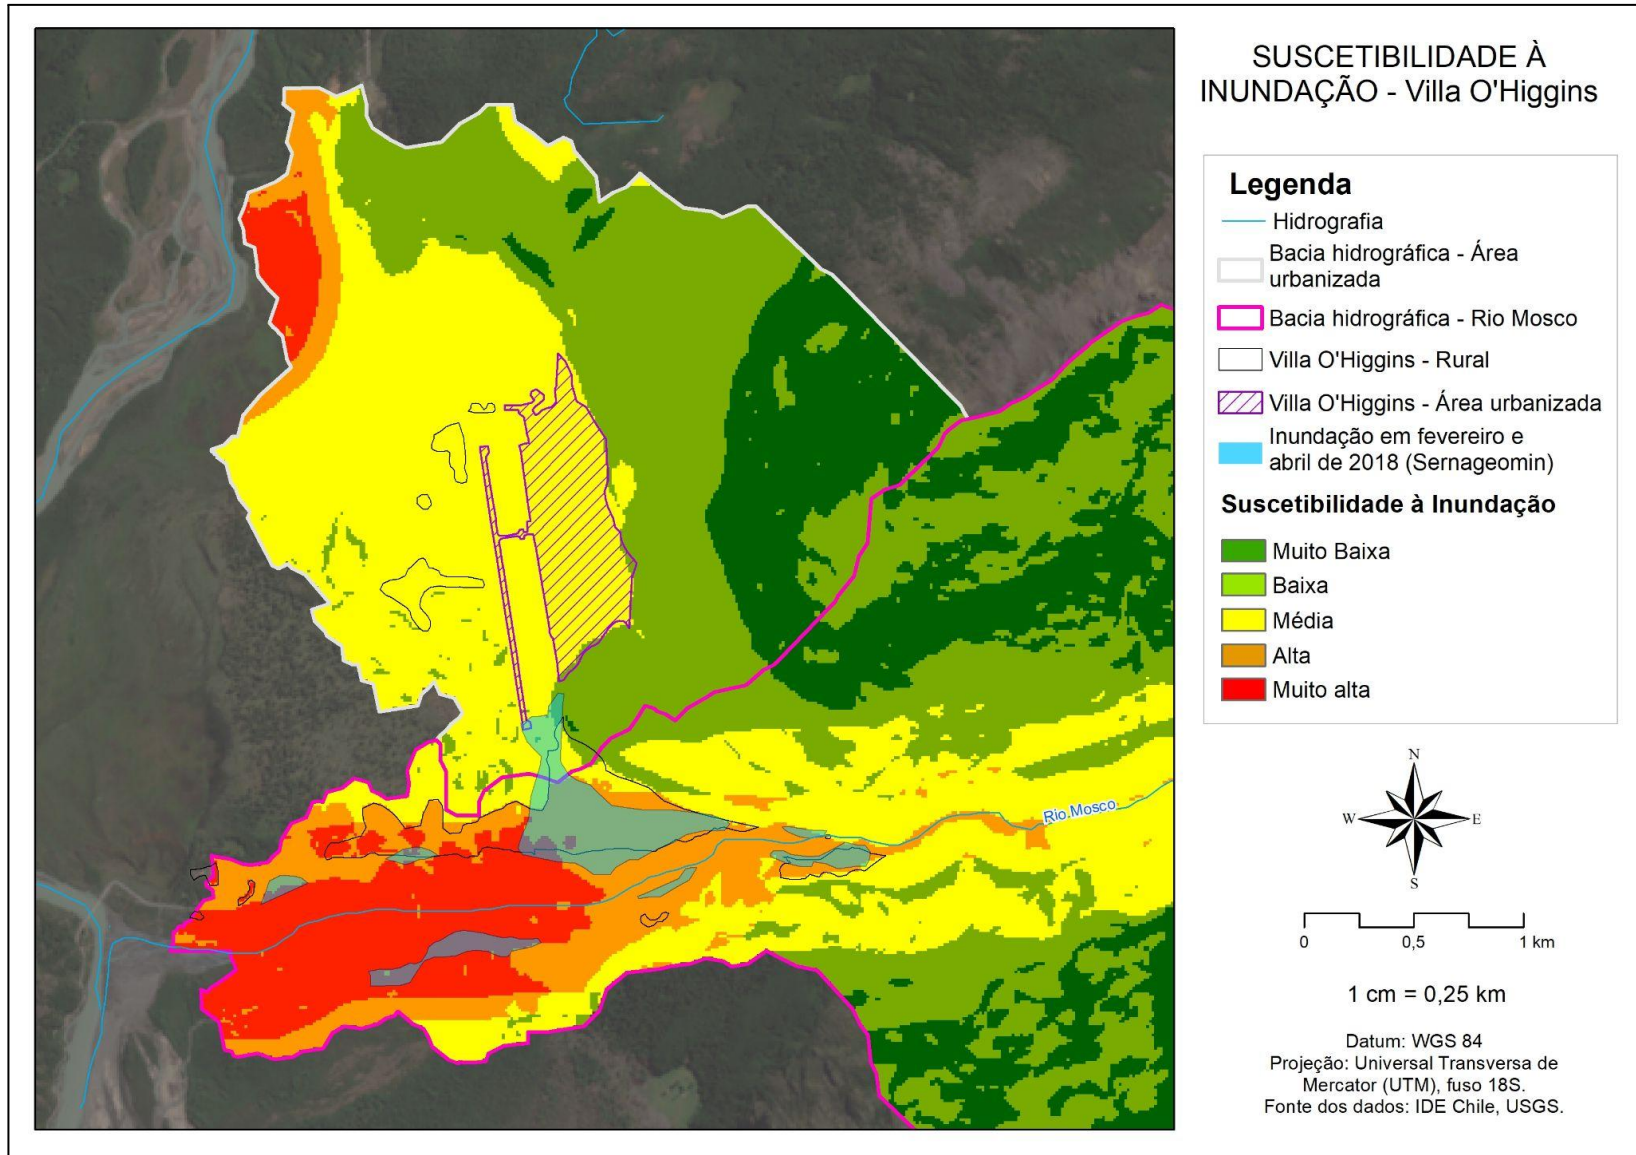 SUSCETIBILIDADE À
INUNDAÇÃO - Villa O'Higgins
Legenda
Hidrografia
Bacia hidrográfica - Área
urbanizada
Bacia hidrográfica - Rio Mosco
Villa O'Higgins - Rural
Villa O'Higgins - Área urbanizada
Inundação em fevereiro e
abril de 2018 (Sernageomin)
Suscetibilidade à Inundação
Muito Baixa
Baixa
Média
Alta
Muito alta
Rio Mosco
N
W
E
S
0
0,5
1 km
1 cm = 0,25 km
Datum: WGS 84
Projeção: Universal Transversa de
Mercator (UTM), fuso 18S.
Fonte dos dados: IDE Chile, USGS.